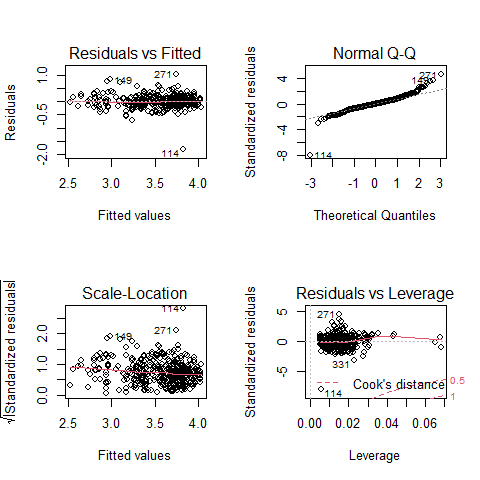 Residuals vs Fitted
Residuals
1.0
-0.5
-2.0
149
271
114
2.5 3.0 3.5 4.0
Fitted values
Normal Q-Q
Standardized residuals
4
0
-4
-8
271
149
114
-3 -2 -1 0 1 2 3
Theoretical Quantiles
Scale-Location
√|Standardized residuals|
2.0
1.0
0.0
114
271
149
2.5 3.0 3.5 4.0
Fitted values
Residuals vs Leverage
Standardized residuals
5
0
-5
271
331
114
Cook's distance
0.5
1
0.00 0.02 0.04 0.06
Leverage